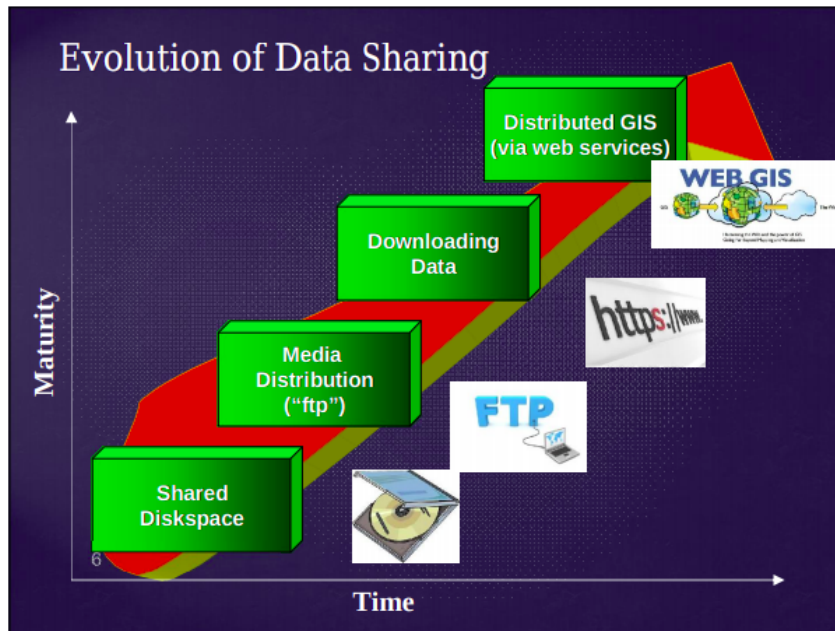 Evolution of Data Sharing
Distributed GIS
(via web services)
WEB GIS
Downloading
Data
https://www.
Media
Distribution
(“ftp”)
FTP
Shared
Diskspace
6
Maturity
Time